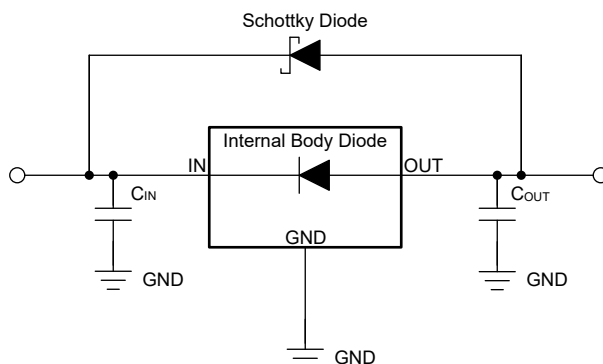 Schottky Diode
Internal Body Diode
IN
OUT
CIN
COUT
GND
GND
GND
GND